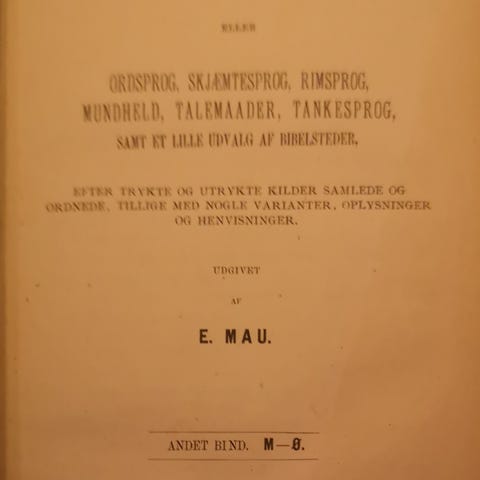 ELLER
ORDSPROG, SKJÆMTESPROG, RIMSPROG,
MUNDHELD, TALEMAADER, TANKESPROG,
SAMT ET LILLE UDVALG AF BIBELSTEDER,
EFTER TRYKTE OG UTRYKTE KILDER SAMLEDE OG
ORDNEDE, TILLIGE MED NOGLE VARIANTER, OPLYSNINGER
OG HENVISNINGER.
UDGIVET
AF
E. MAU.
ANDET BIND. M—Ø.